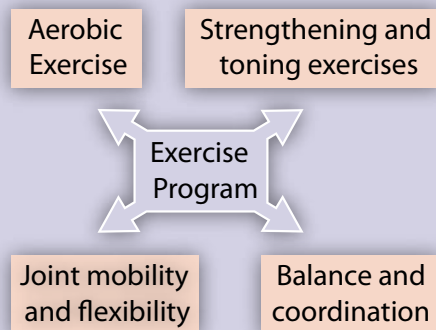 Aerobic
Exercise
Strengthening and
toning exercises
Exercise
Program
Joint mobility
and flexibility
Balance and
coordination